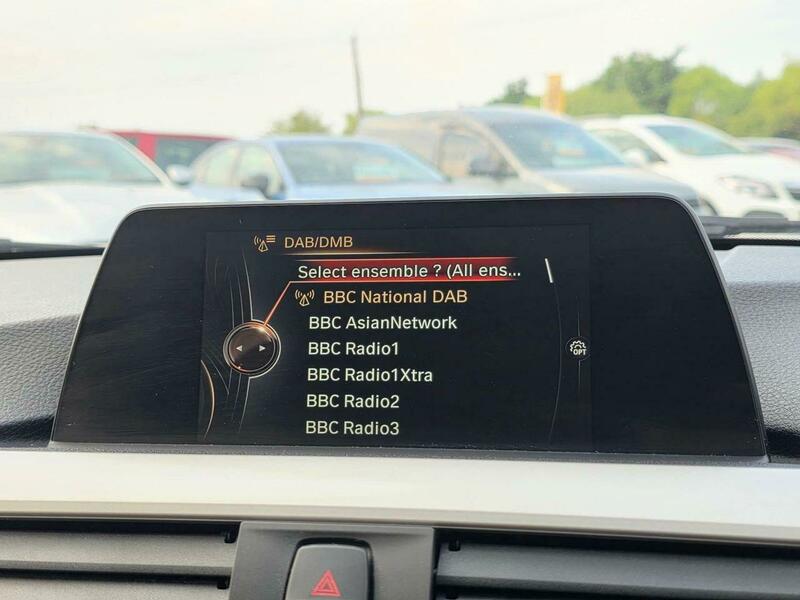 DAB/DMB
Select ensemble ? (All ens...
BBC National DAB
BBC AsianNetwork
BBC Radio1
OPT
BBC Radio1Xtra
BBC Radio2
BBC Radio3